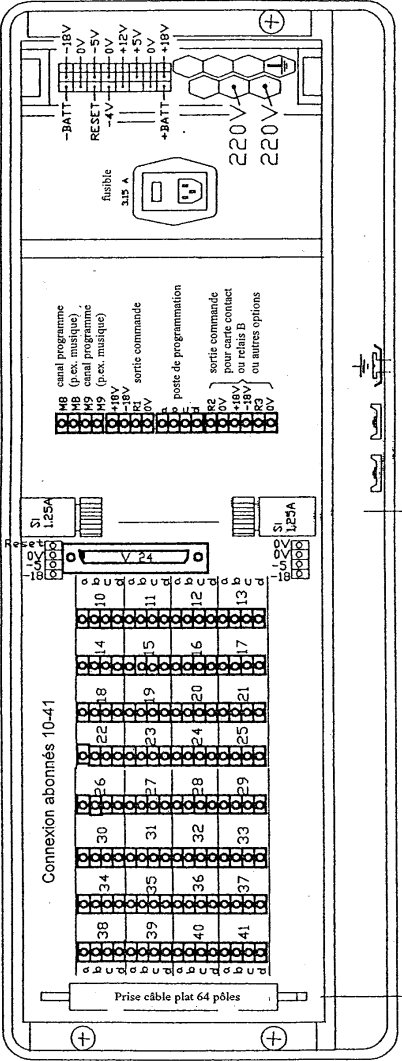 -18V
0V
-5V
0V
+12V
+5V
0V
+18V
-BATT
RESET
-4V
+BATT
220V
220V
fusible
3.15 A
canal programme
(p.ex. musique)
canal programme
(p.ex. musique)
sortie commande
poste de programmation
sortie commande
pour carte contact
ou relais B
ou autres options
M8
M8
M9
M9
+18V
-18V
R1
0V
a
b
c
d
R2
0V
+18V
-18V
R3
0V
SI
1.25A
SI
1.25A
Reset
0V
-5
-18
V 24
0V
0V
-5
-18
a b c d a b c d a b c d a b c d
10 11 12 13
14 15 16 17
18 19 20 21
22 23 24 25
26 27 28 29
30 31 32 33
34 35 36 37
38 39 40 41
a b c d a b c d a b c d a b c d
Connexion abonnés 10-41
Prise câble plat 64 pôles